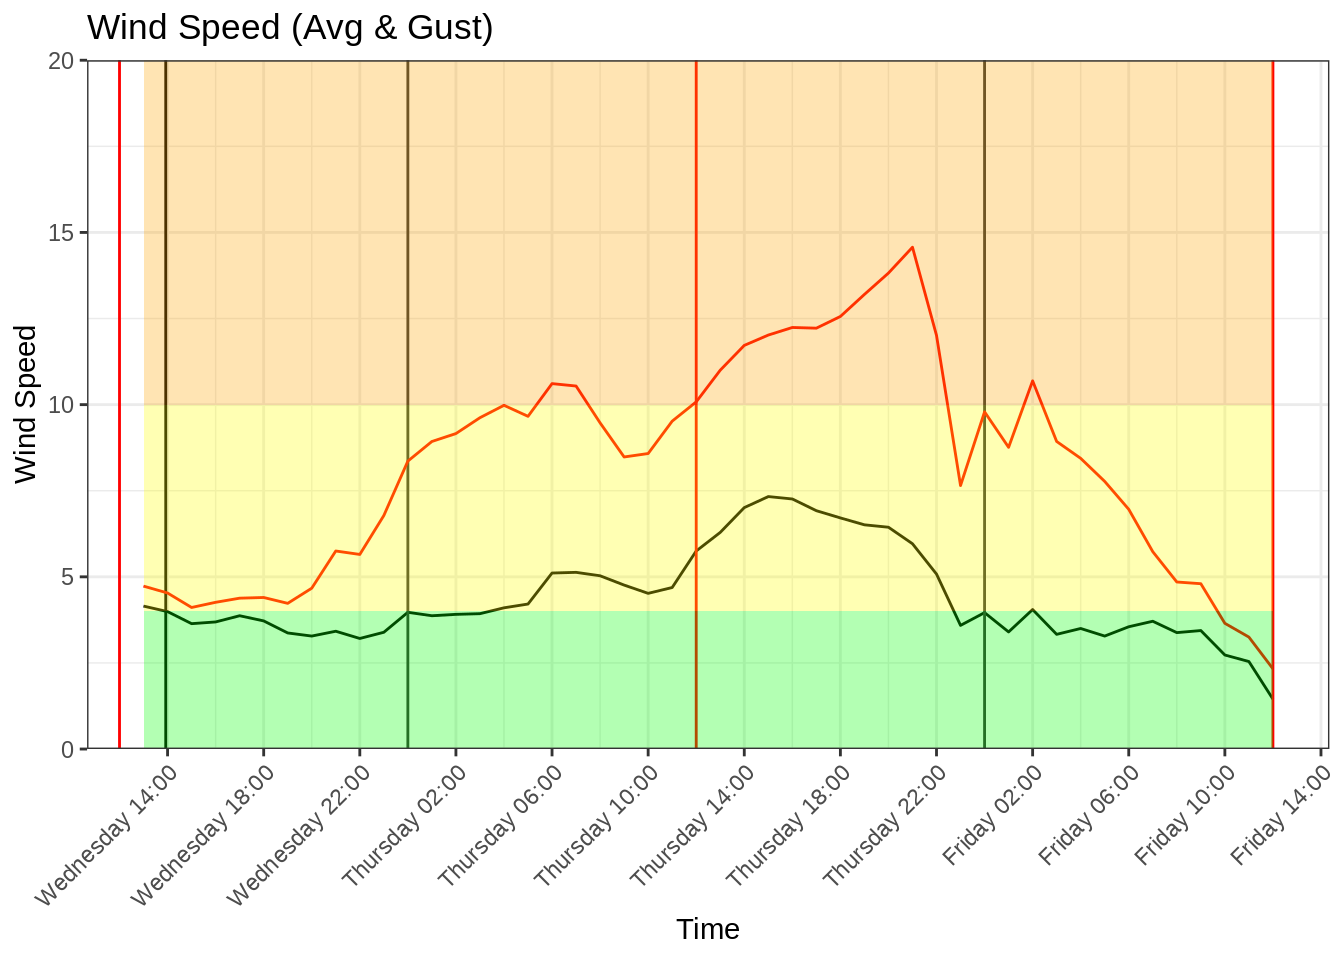 Wind Speed (Avg & Gust)
20
15
10
5
0
Wind Speed
Wednesday 14:00
Wednesday 18:00
Wednesday 22:00
Thursday 02:00
Thursday 06:00
Thursday 10:00
Thursday 14:00
Thursday 18:00
Thursday 22:00
Friday 02:00
Friday 06:00
Friday 10:00
Friday 14:00
Time